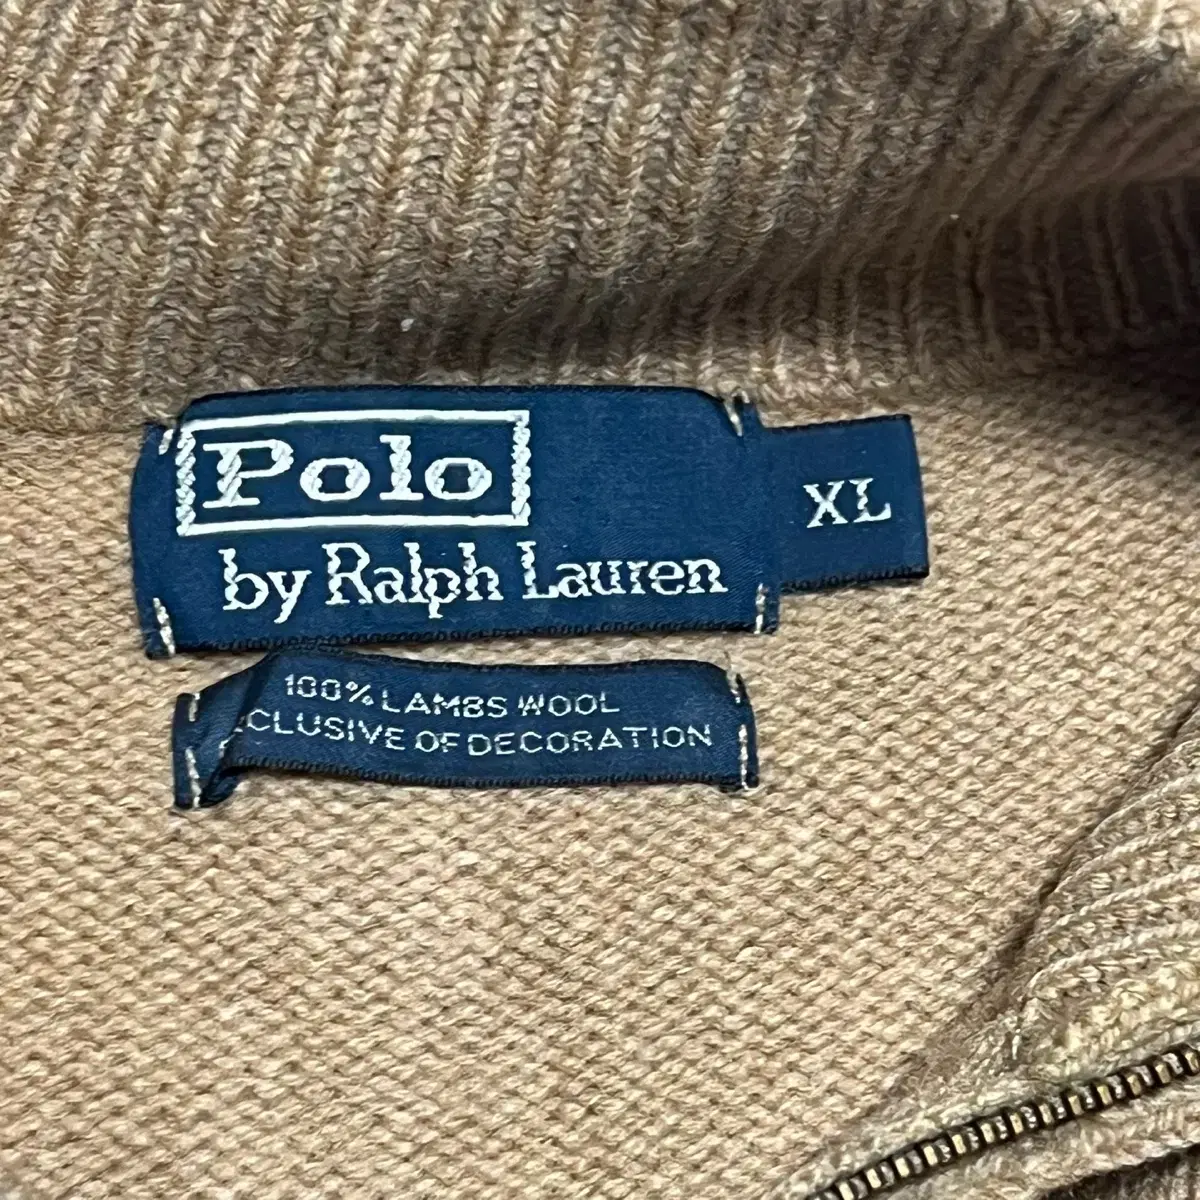 Polo
by Ralph Lauren
XL
100% LAMBS WOOL
CLUSIVE OF DECORATION